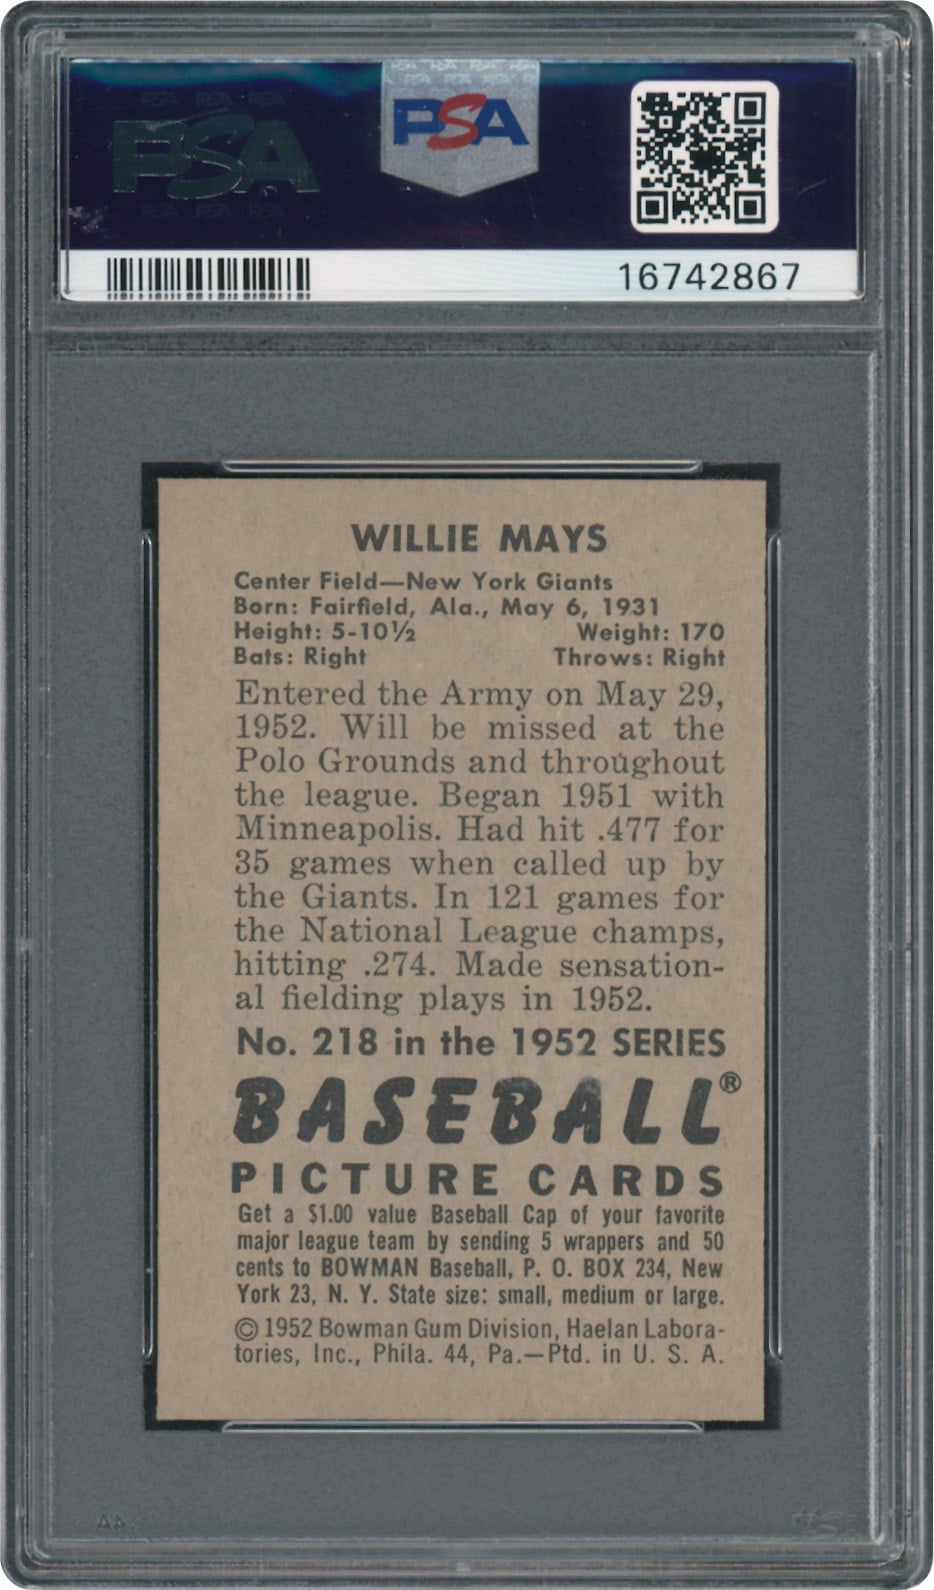 PSA
PSA
16742867
WILLIE MAYS
Center Field—New York Giants
Born: Fairfield, Ala., May 6, 1931
Height: 5-10½ Weight: 170
Bats: Right Throws: Right
Entered the Army on May 29,
1952. Will be missed at the
Polo Grounds and throughout
the league. Began 1951 with
Minneapolis. Had hit .477 for
35 games when called up by
the Giants. In 121 games for
the National League champs,
hitting .274. Made sensation-
al fielding plays in 1952.
No. 218 in the 1952 SERIES
BASEBALL®
PICTURE CARDS
Get a $1.00 value Baseball Cap of your favorite
major league team by sending 5 wrappers and 50
cents to BOWMAN Baseball, P. O. BOX 234, New
York 23, N. Y. State size: small, medium or large.
© 1952 Bowman Gum Division, Haelan Labora-
tories, Inc., Phila. 44, Pa.—Ptd. in U. S. A.